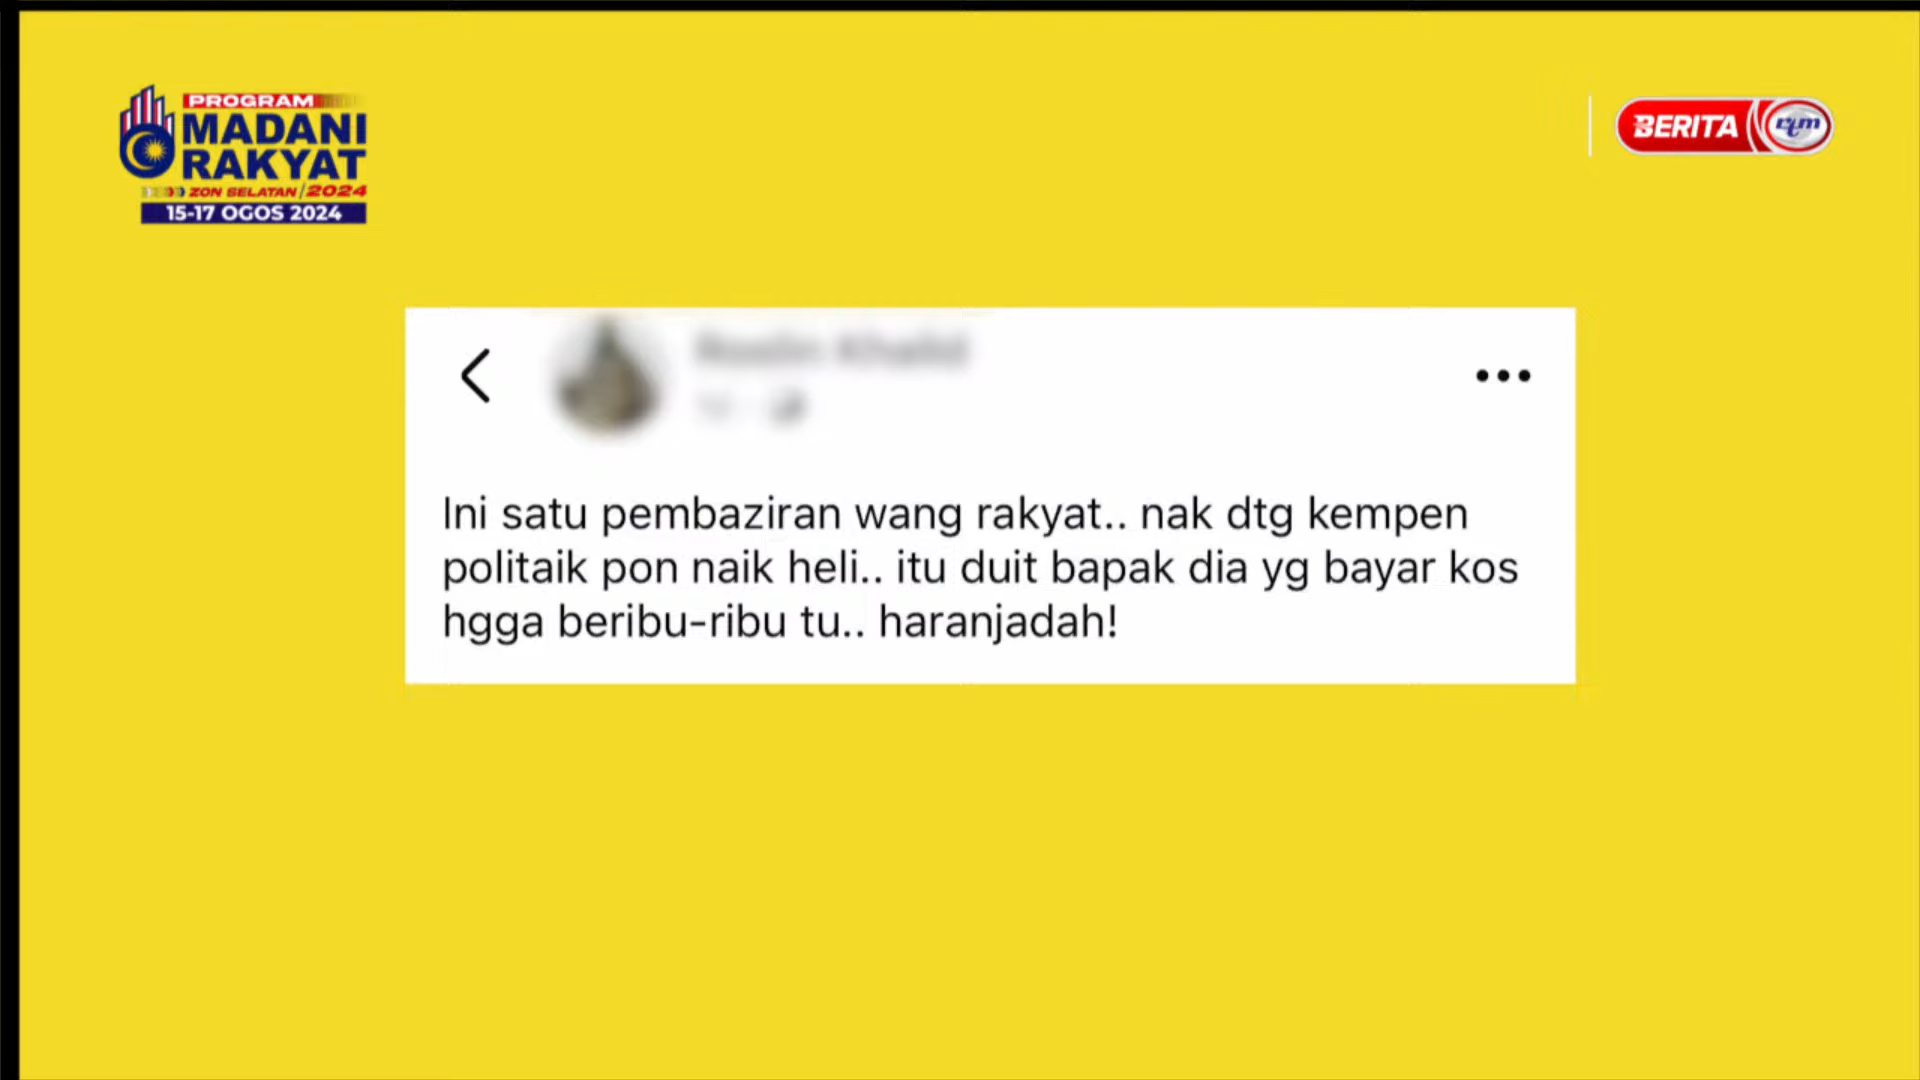 PROGRAM
MADANI
RAKYAT
ZON SELATAN/2024
15-17 OGOS 2024
BERITA rtm
Ini satu pembaziran wang rakyat.. nak dtg kempen
politaik pon naik heli.. itu duit bapak dia yg bayar kos
hgga beribu-ribu tu.. haranjadah!